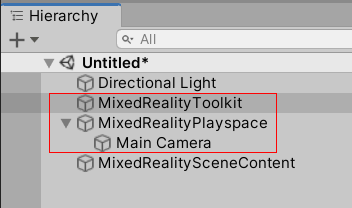 Hierarchy
All
Untitled*
Directional Light
MixedRealityToolkit
MixedRealityPlayspace
Main Camera
MixedRealitySceneContent